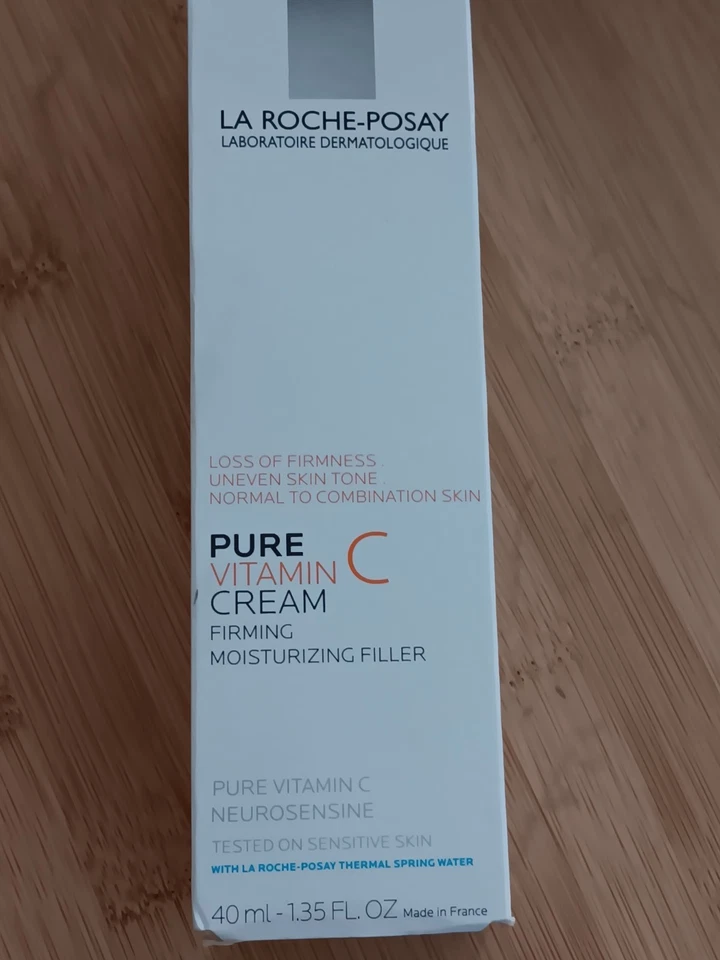 LA ROCHE-POSAY
LABORATOIRE DERMATOLOGIQUE
LOSS OF FIRMNESS .
UNEVEN SKIN TONE .
NORMAL TO COMBINATION SKIN
PURE
VITAMIN C
CREAM
FIRMING
MOISTURIZING FILLER
PURE VITAMIN C
NEUROSENSINE
TESTED ON SENSITIVE SKIN
WITH LA ROCHE-POSAY THERMAL SPRING WATER
40 ml - 1.35 FL. OZ Made in France